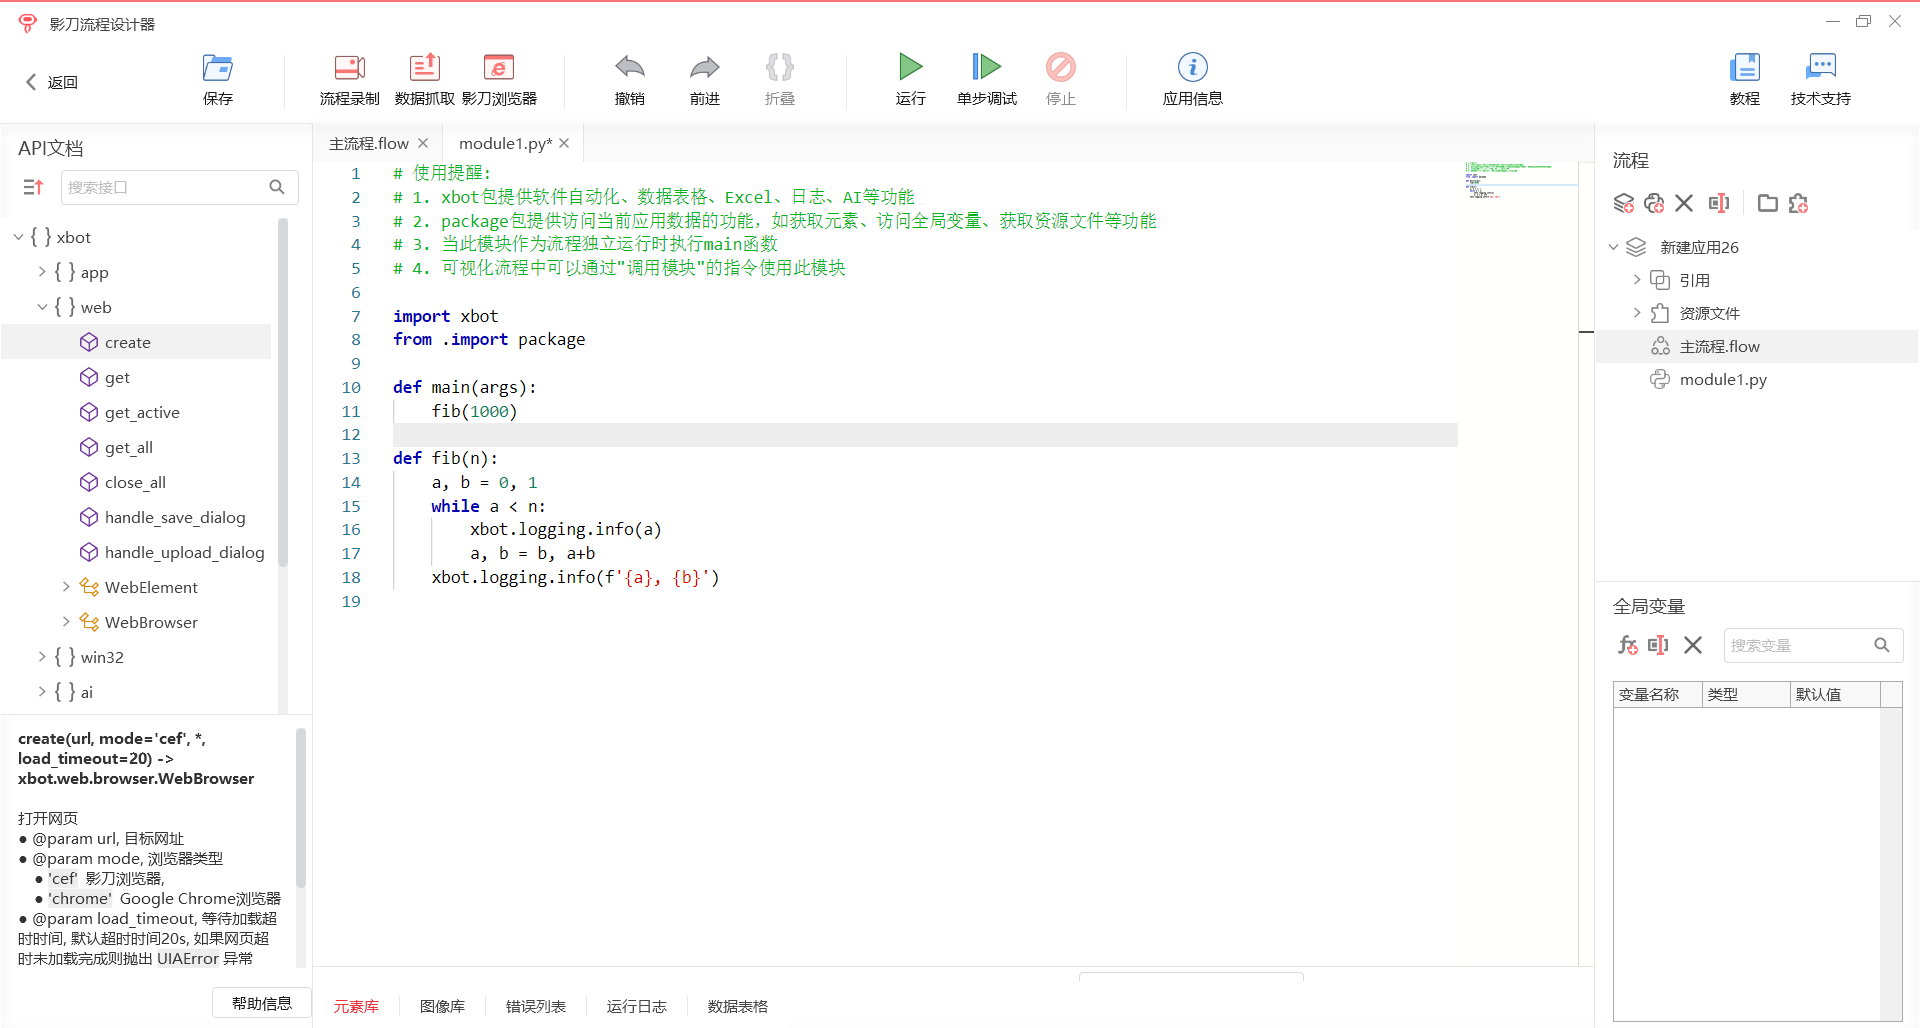 影刀流程设计器
返回
保存
流程录制
数据抓取
影刀浏览器
撤销
前进
折叠
运行
单步调试
停止
应用信息
教程
技术支持
API文档
搜索接口
{ } xbot
{ } app
{ } web
create
get
get_active
get_all
close_all
handle_save_dialog
handle_upload_dialog
WebElement
WebBrowser
{ } win32
{ } ai
create(url, mode='cef', *,
load_timeout=20) ->
xbot.web.browser.WebBrowser
打开网页
● @param url, 目标网址
● @param mode, 浏览器类型
● 'cef' 影刀浏览器,
● 'chrome' Google Chrome浏览器
● @param load_timeout, 等待加载超
时时间, 默认超时时间20s, 如果网页超
时未加载完成则抛出 UIAError 异常
帮助信息
主流程.flow
module1.py*
1 # 使用提醒:
2 # 1. xbot包提供软件自动化、数据表格、Excel、日志、AI等功能
3 # 2. package包提供访问当前应用数据的功能，如获取元素、访问全局变量、获取资源文件等功能
4 # 3. 当此模块作为流程独立运行时执行main函数
5 # 4. 可视化流程中可以通过"调用模块"的指令使用此模块
6
7 import xbot
8 from .import package
9
10 def main(args):
11     fib(1000)
12
13 def fib(n):
14     a, b = 0, 1
15     while a < n:
16         xbot.logging.info(a)
17         a, b = b, a+b
18     xbot.logging.info(f'{a}, {b}')
19
元素库
图像库
错误列表
运行日志
数据表格
流程
新建应用26
引用
资源文件
主流程.flow
module1.py
全局变量
搜索变量
变量名称
类型
默认值